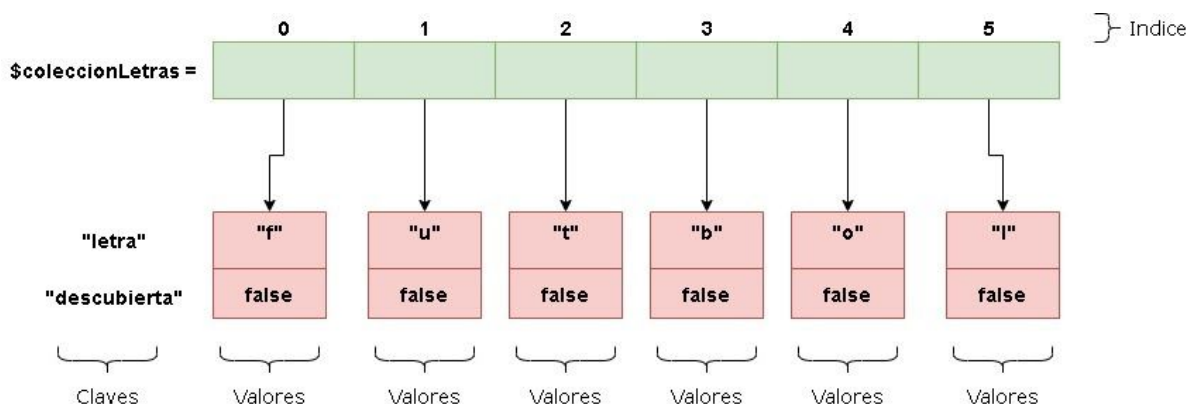 0 1 2 3 4 5
Indice
$coleccionLetras =
"letra" "f" "u" "t" "b" "o" "l"
"descubierta" false false false false false false
Claves Valores Valores Valores Valores Valores Valores